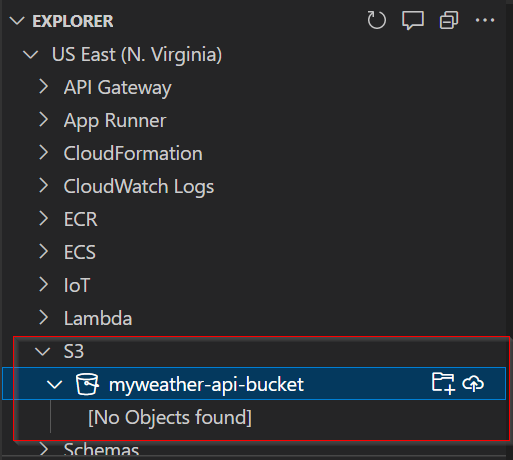 EXPLORER
US East (N. Virginia)
API Gateway
App Runner
CloudFormation
CloudWatch Logs
ECR
ECS
IoT
Lambda
S3
myweather-api-bucket
[No Objects found]
Schemas